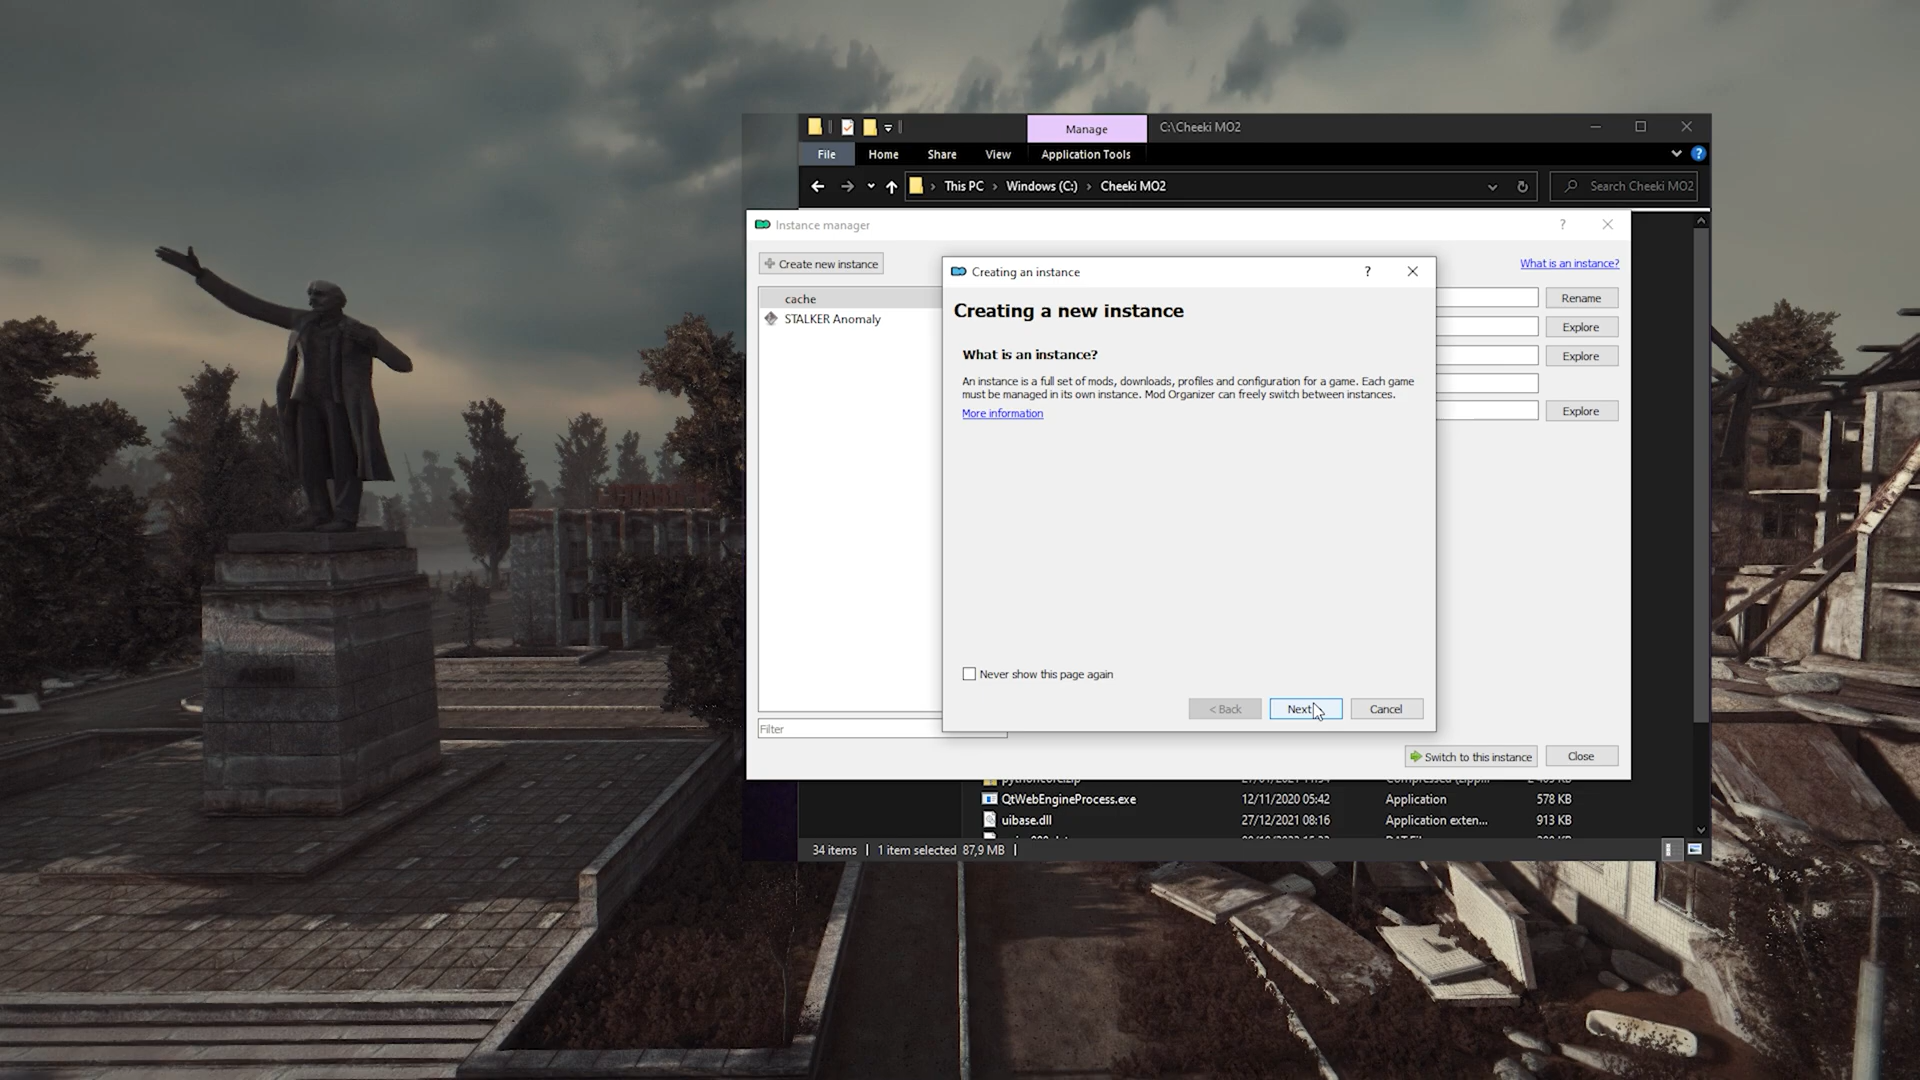 Manage
C:\Cheeki MO2
File
Home
Share
View
Application Tools
This PC
Windows (C:)
Cheeki MO2
Search Cheeki MO2
Instance manager
Create new instance
What is an instance?
cache
STALKER Anomaly
Rename
Explore
Explore
Explore
Creating an instance
Creating a new instance
What is an instance?
An instance is a full set of mods, downloads, profiles and configuration for a game. Each game
must be managed in its own instance. Mod Organizer can freely switch between instances.
More information
Never show this page again
< Back
Next
Cancel
Filter
Switch to this instance
Close
QtWebEngineProcess.exe 12/11/2020 05:42 Application 578 KB
uibase.dll 27/12/2021 08:16 Application exten... 913 KB
34 items
1 item selected 87,9 MB